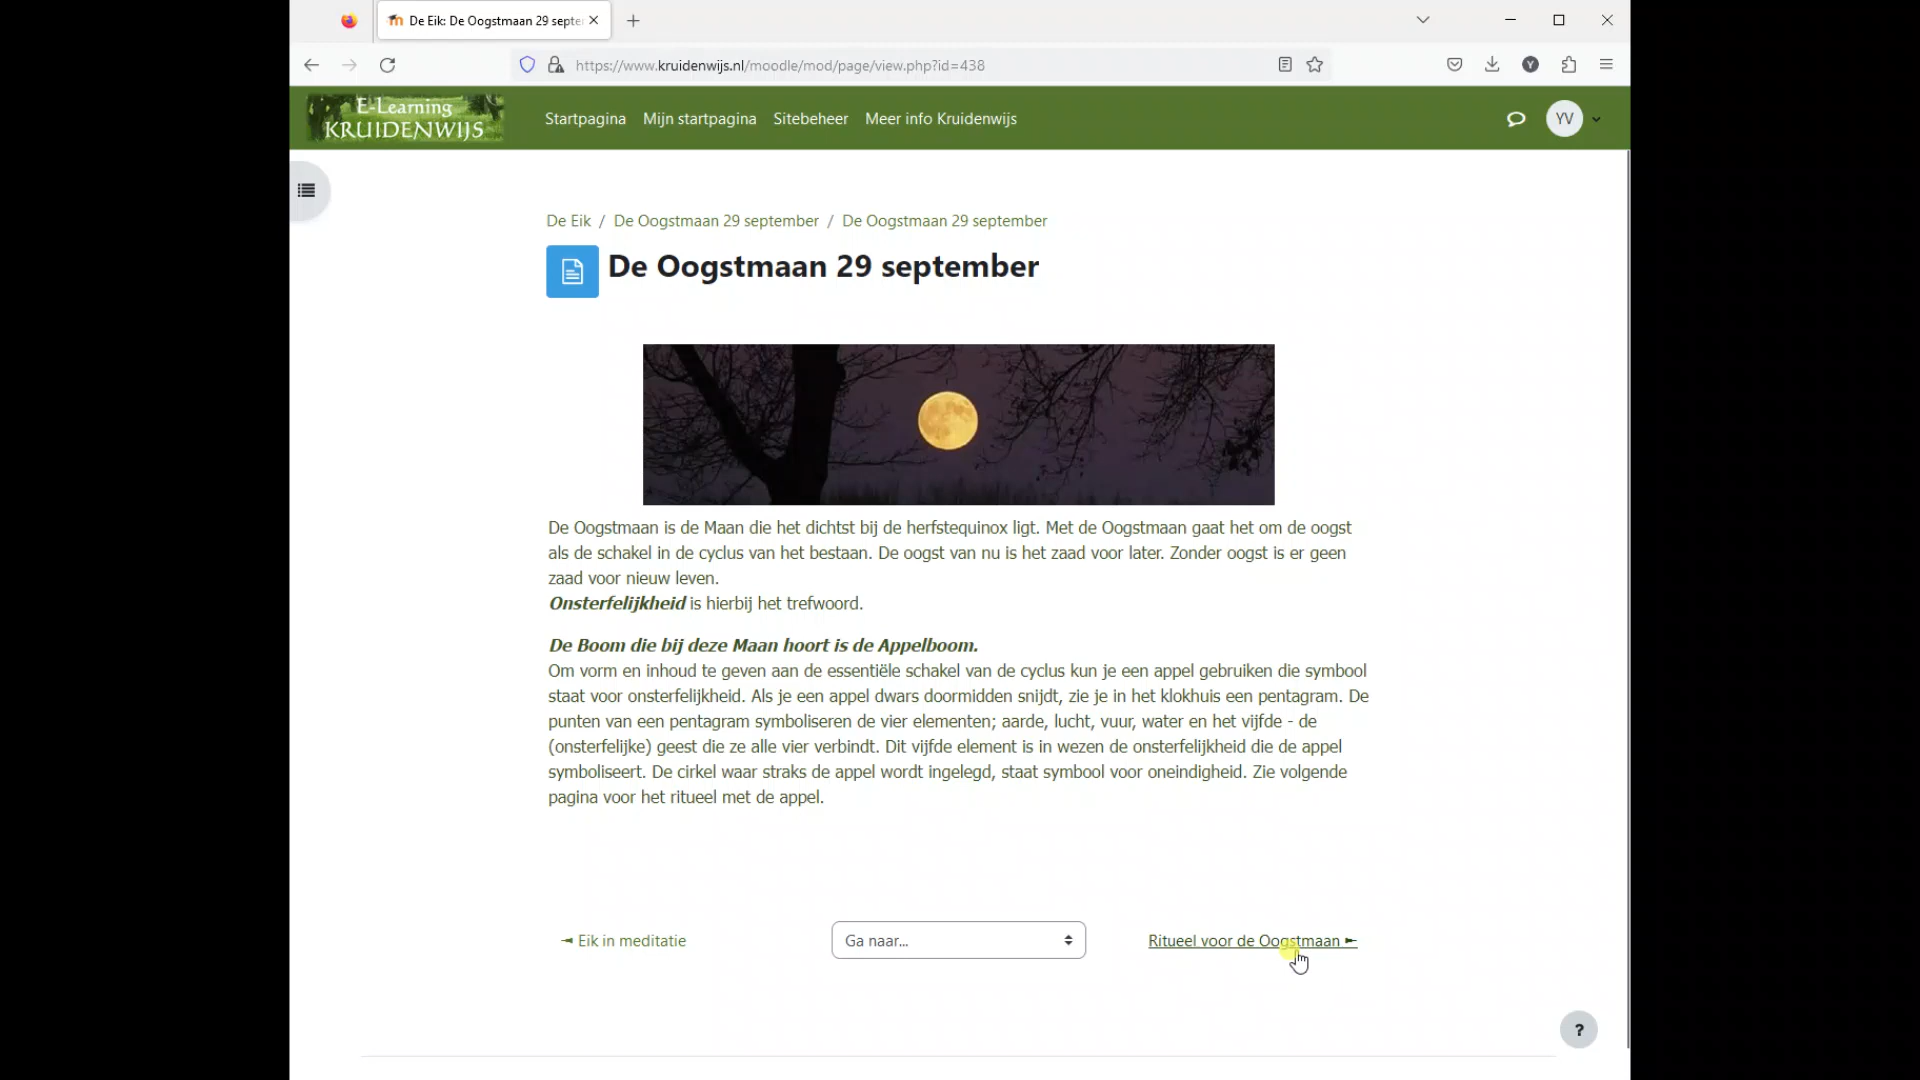 De Eik: De Oogstmaan 29 septe
https://www.kruidenwijs.nl/moodle/mod/page/view.php?id=438
Y
E-Learning
KRUIDENWIJS
Startpagina
Mijn startpagina
Sitebeheer
Meer info Kruidenwijs
YV
De Eik / De Oogstmaan 29 september / De Oogstmaan 29 september
De Oogstmaan 29 september
De Oogstmaan is de Maan die het dichtst bij de herfstequinox ligt. Met de Oogstmaan gaat het om de oogst
als de schakel in de cyclus van het bestaan. De oogst van nu is het zaad voor later. Zonder oogst is er geen
zaad voor nieuw leven.
Onsterfelijkheid is hierbij het trefwoord.
De Boom die bij deze Maan hoort is de Appelboom.
Om vorm en inhoud te geven aan de essentiële schakel van de cyclus kun je een appel gebruiken die symbool
staat voor onsterfelijkheid. Als je een appel dwars doormidden snijdt, zie je in het klokhuis een pentagram. De
punten van een pentagram symboliseren de vier elementen; aarde, lucht, vuur, water en het vijfde - de
(onsterfelijke) geest die ze alle vier verbindt. Dit vijfde element is in wezen de onsterfelijkheid die de appel
symboliseert. De cirkel waar straks de appel wordt ingelegd, staat symbool voor oneindigheid. Zie volgende
pagina voor het ritueel met de appel.
◄ Eik in meditatie
Ga naar...
Ritueel voor de Oogstmaan ►
?